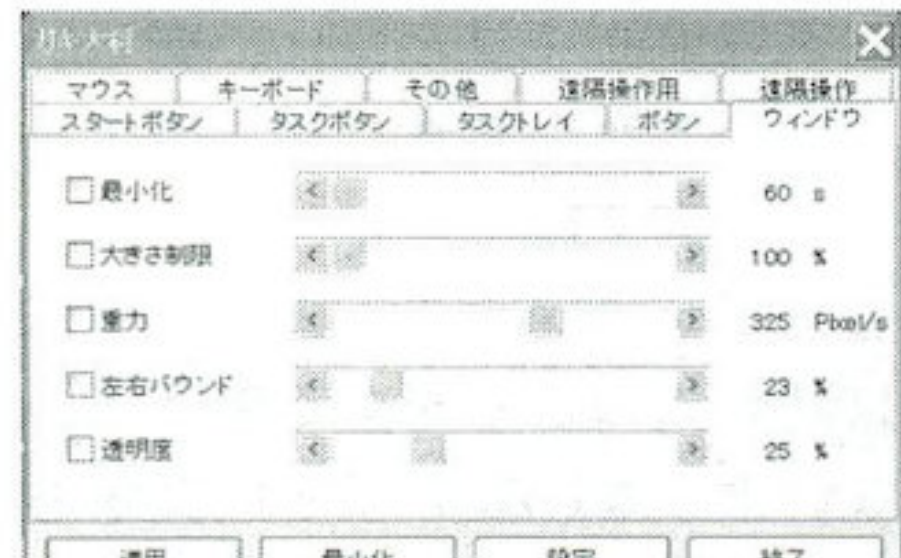 マウス キーボード その他 遠隔操作用 遠隔操作
スタートボタン タスクボタン タスクトレイ ボタン ウィンドウ
最小化 < > 60 s
大きさ制限 < > 100 %
重力 < > 325 Pixel/s
左右バウンド < > 23 %
透明度 < > 25 %
適用 最小化 設定 終了